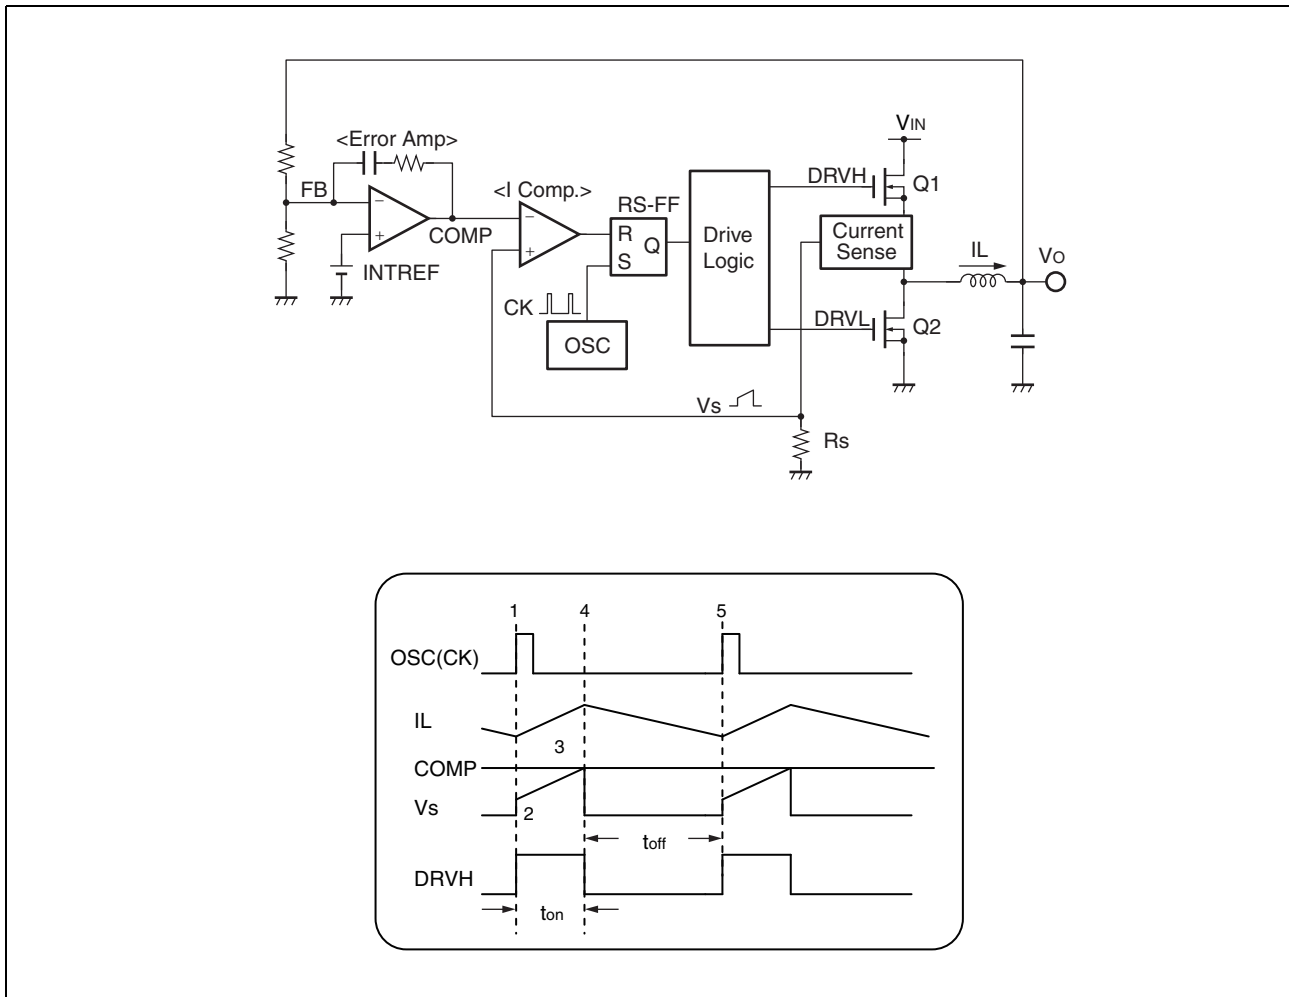 VIN
<Error Amp>
DRVH
Q1
FB
<I Comp.>
RS-FF
−
+
COMP
INTREF
−
+
R
S
Q
Drive
Logic
Current
Sense
IL
VO
CK
OSC
DRVL
Q2
Vs
Rs
1
4
5
OSC(CK)
IL
3
COMP
Vs
2
toff
DRVH
ton